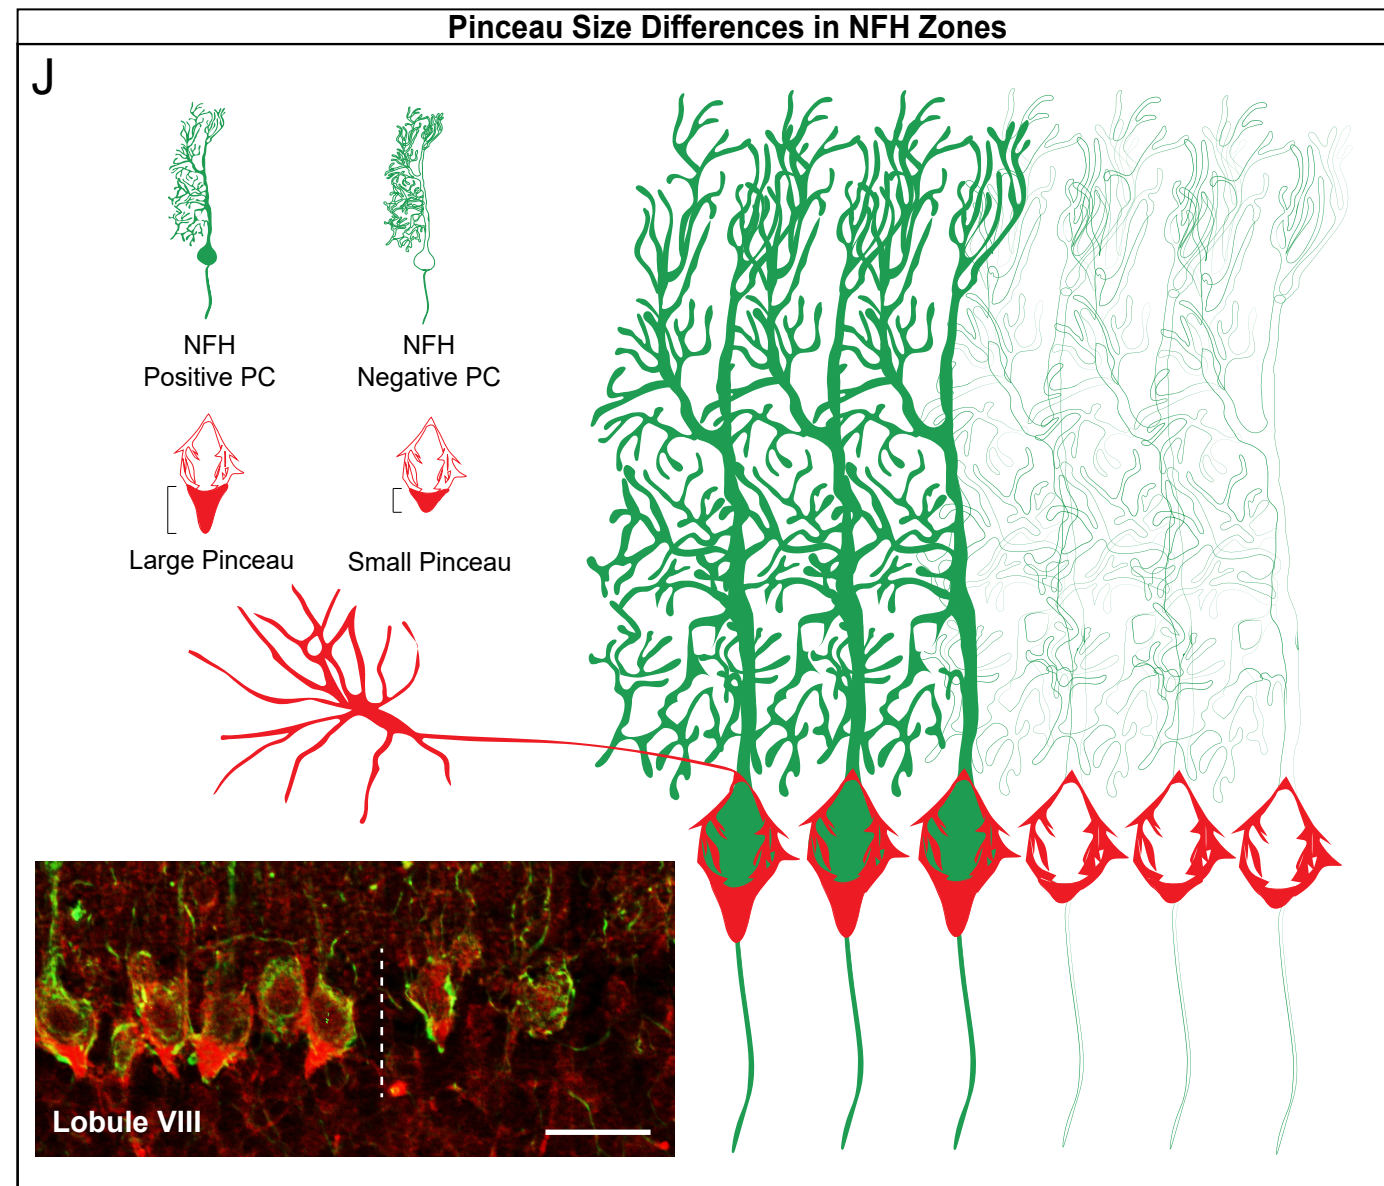 Pinceau Size Differences in NFH Zones
J
NFH
Positive PC
NFH
Negative PC
Large Pinceau
Small Pinceau
Lobule VIII